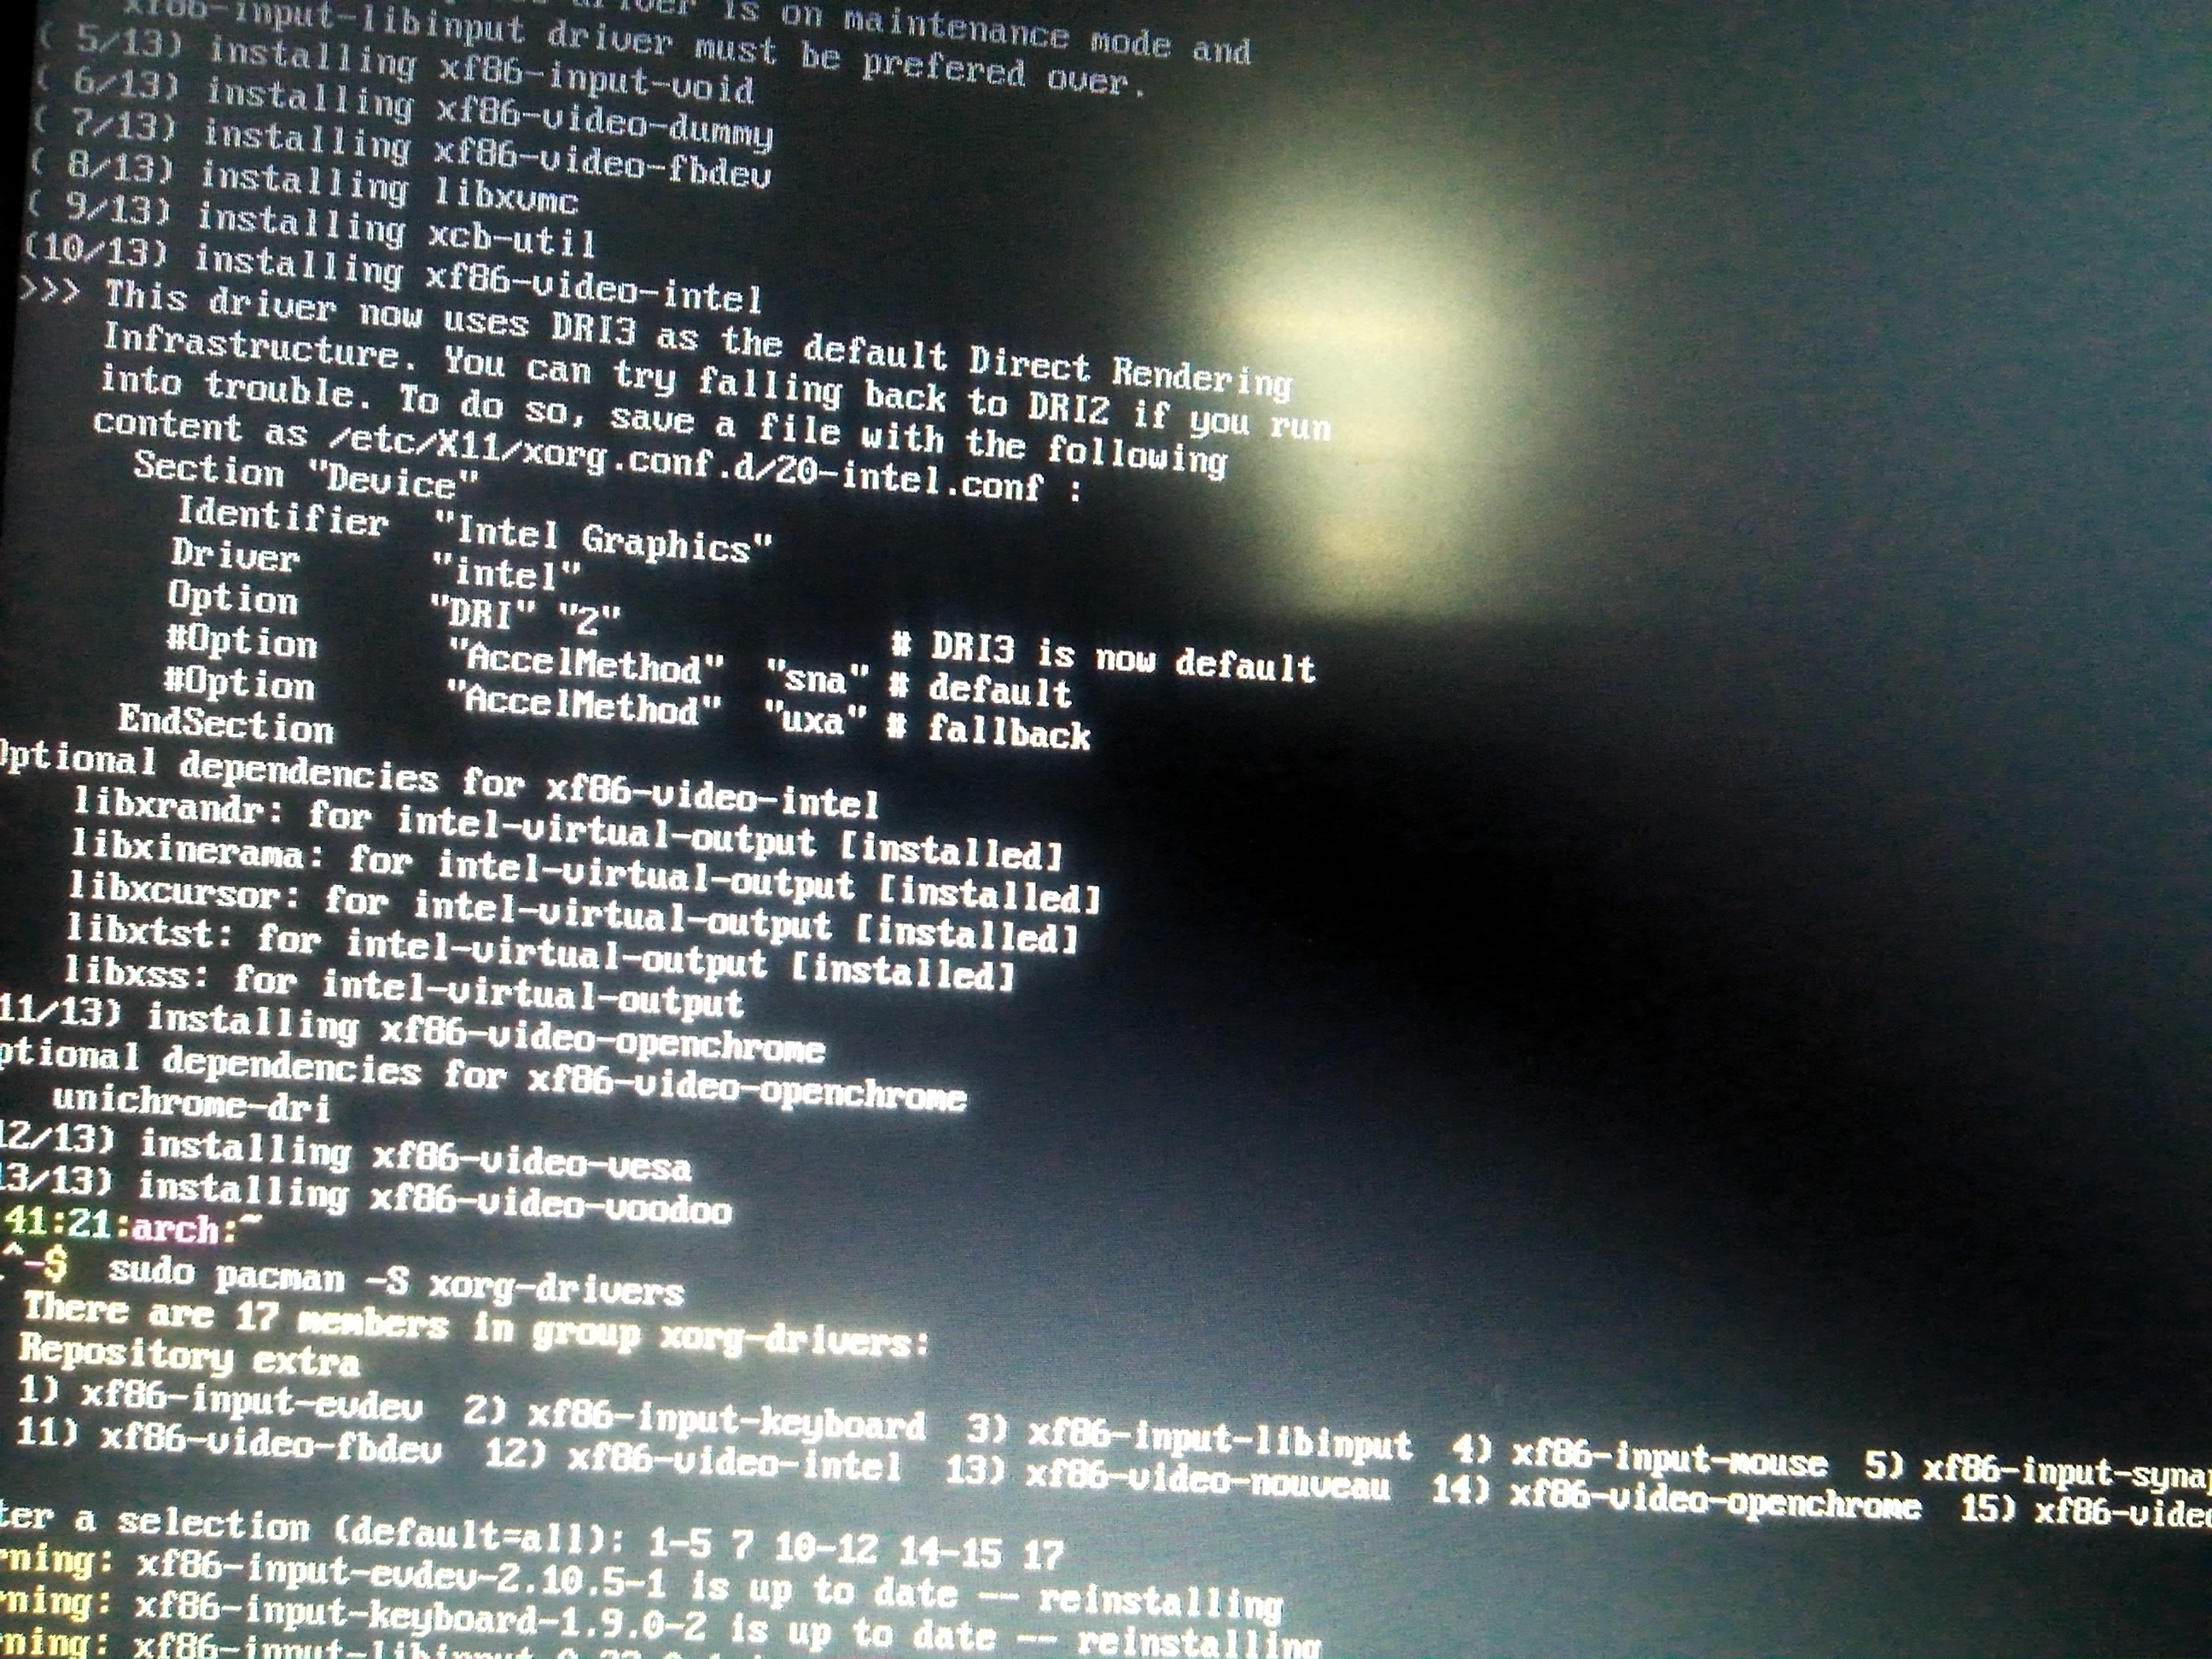 xf86-input-libinput driver must be prefered over.
is on maintenance mode and
( 5/13) installing xf86-input-void
( 6/13) installing xf86-video-dummy
( 7/13) installing xf86-video-fbdev
( 8/13) installing libxvmc
( 9/13) installing xcb-util
(10/13) installing xf86-video-intel
>>> This driver now uses DRI3 as the default Direct Rendering
Infrastructure. You can try falling back to DRI2 if you run
into trouble. To do so, save a file with the following
content as /etc/X11/xorg.conf.d/20-intel.conf :
Section "Device"
Identifier "Intel Graphics"
Driver "intel"
Option "DRI" "2" # DRI3 is now default
#Option "AccelMethod" "sna" # default
#Option "AccelMethod" "uxa" # fallback
EndSection
Optional dependencies for xf86-video-intel
libxrandr: for intel-virtual-output [installed]
libxinerama: for intel-virtual-output [installed]
libxcursor: for intel-virtual-output [installed]
libxtst: for intel-virtual-output [installed]
libxss: for intel-virtual-output
11/13) installing xf86-video-openchrome
ptional dependencies for xf86-video-openchrome
unichrome-dri
12/13) installing xf86-video-vesa
13/13) installing xf86-video-voodoo
41:21:arch:~
^-$ sudo pacman -S xorg-drivers
There are 17 members in group xorg-drivers:
Repository extra
1) xf86-input-evdev 2) xf86-input-keyboard 3) xf86-input-libinput 4) xf86-input-mouse 5) xf86-input-synap
11) xf86-video-fbdev 12) xf86-video-intel 13) xf86-video-nouveau 14) xf86-video-openchrome 15) xf86-video
ter a selection (default=all): 1-5 7 10-12 14-15 17
rning: xf86-input-evdev-2.10.5-1 is up to date -- reinstalling
rning: xf86-input-keyboard-1.9.0-2 is up to date -- reinstalling
ning: xf86-input-libinput